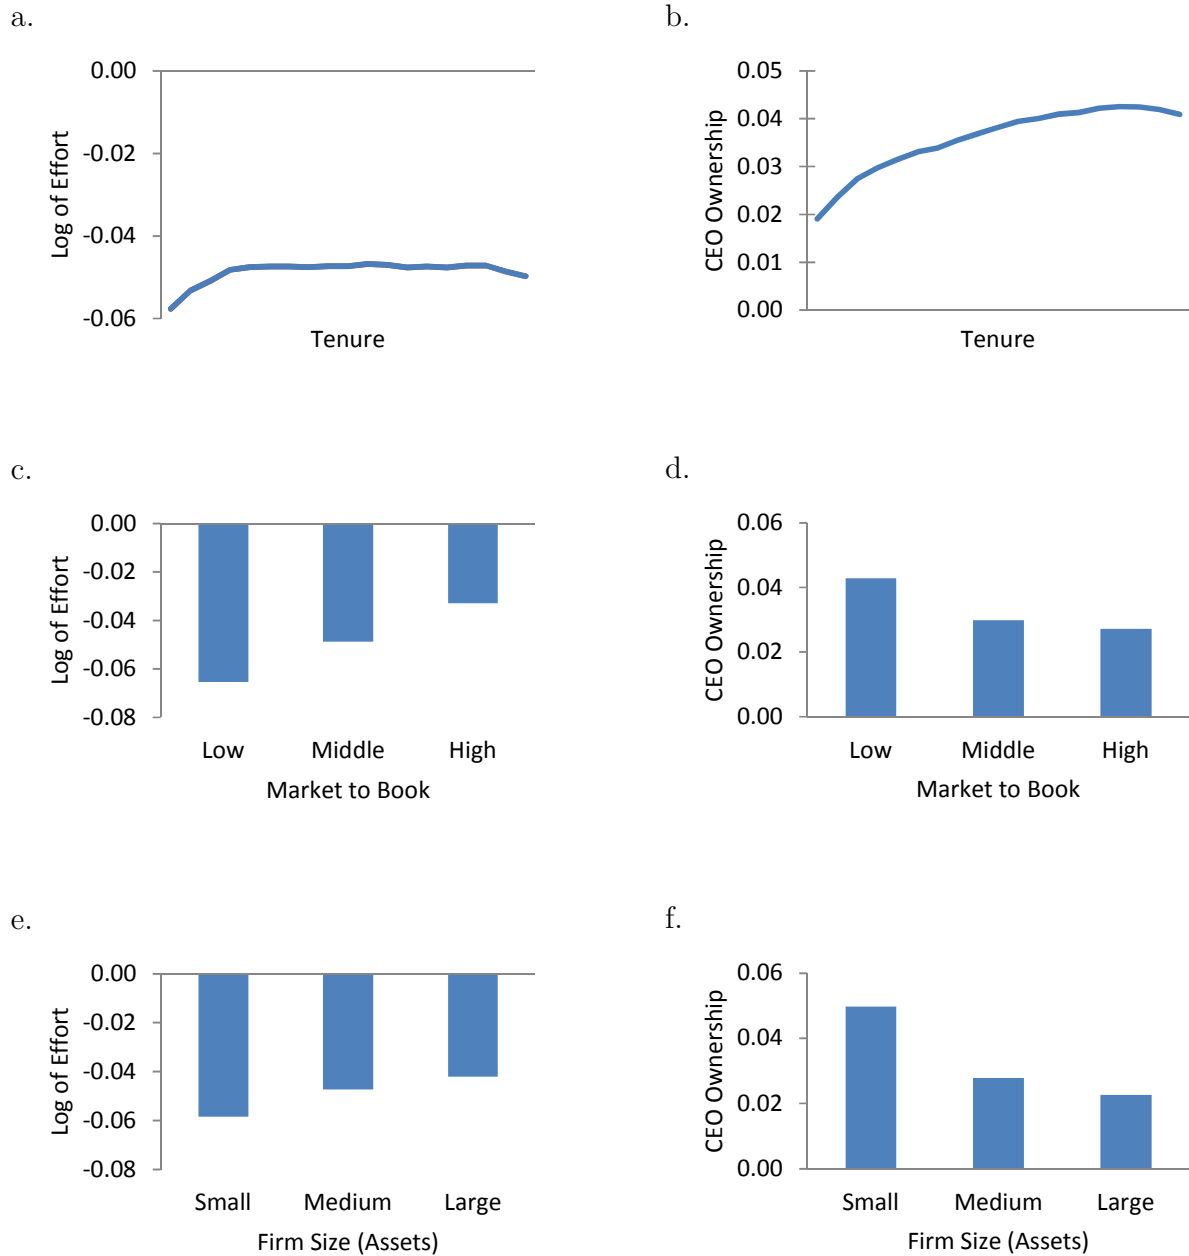 a.
0.00
-0.02
-0.04
-0.06
Log of Effort
Tenure
b.
0.05
0.04
0.03
0.02
0.01
0.00
CEO Ownership
Tenure
c.
0.00
-0.02
-0.04
-0.06
-0.08
Log of Effort
Low Middle High
Market to Book
d.
0.06
0.04
0.02
0.00
CEO Ownership
Low Middle High
Market to Book
e.
0.00
-0.02
-0.04
-0.06
-0.08
Log of Effort
Small Medium Large
Firm Size (Assets)
f.
0.06
0.04
0.02
0.00
CEO Ownership
Small Medium Large
Firm Size (Assets)